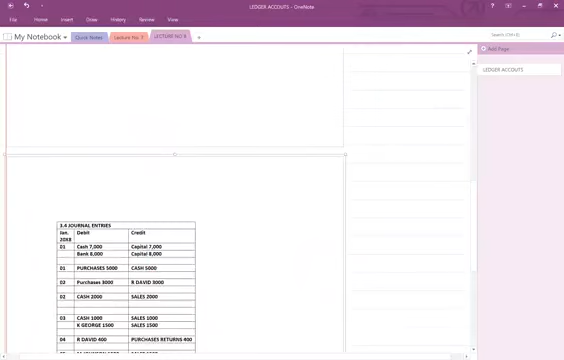 LEDGER ACCOUTS - OneNote
File Home Insert Draw History Review View
My Notebook Quick Notes Lecture No. 7 LECTURE NO 8 +
Search (Ctrl+E)
Add Page
LEDGER ACCOUTS
3.4 JOURNAL ENTRIES
Jan. 20X8 Debit Credit
01 Cash 7,000 Capital 7,000
Bank 8,000 Capital 8,000
01 PURCHASES 5000 CASH 5000
02 Purchases 3000 R DAVID 3000
02 CASH 2000 SALES 2000
03 CASH 1000 SALES 1000
K GEORGE 1500 SALES 1500
04 R DAVID 400 PURCHASES RETURNS 400